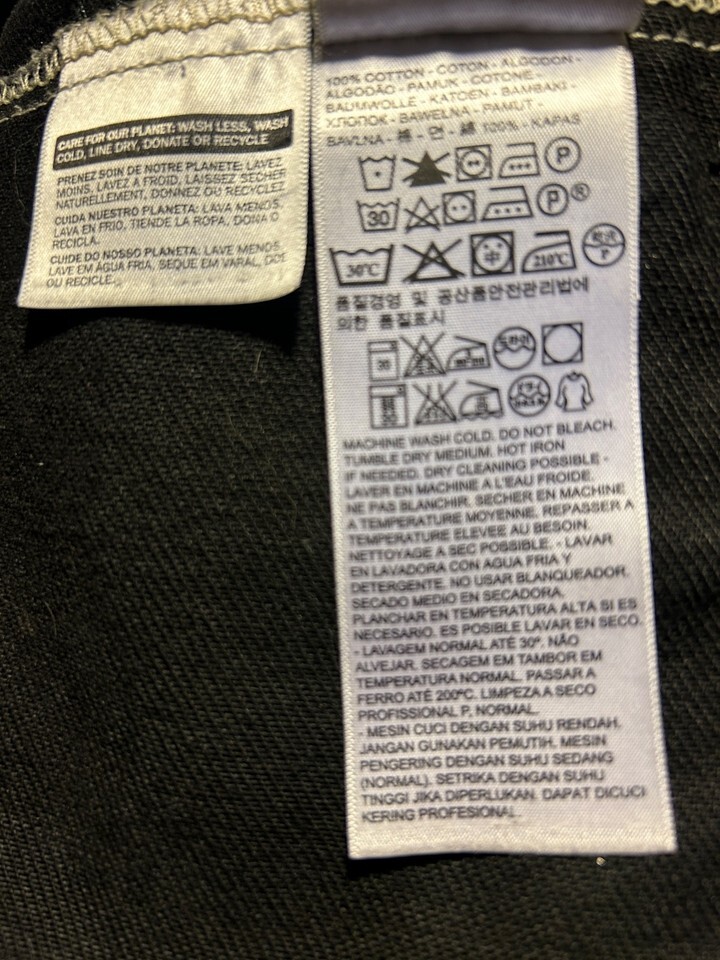 CARE FOR OUR PLANET: WASH LESS, WASH
COLD, LINE DRY, DONATE OR RECYCLE
PRENEZ SOIN DE NOTRE PLANETE: LAVEZ
MOINS, LAVEZ A FROID, LAISSEZ SECHER
NATURELLEMENT, DONNEZ OU RECYCLEZ
CUIDA NUESTRO PLANETA: LAVA MENOS,
LAVA EN FRIO, TIENDE LA ROPA, DONA O
RECICLA.
CUIDE DO NOSSO PLANETA: LAVE MENOS,
LAVE EM AGUA FRIA, SEQUE EM VARAL, DOE
OU RECICLE.
100% COTTON - COTON - ALGODON -
ALGODÃO - PAMUK - COTONE -
BAUMWOLLE - KATOEN - BAMBAKI -
ХЛОПОК - BAWEŁNA - PAMUT -
BAVLNA - 棉 - 면 - 綿 100% - KAPAS
P
30 P®
30°C 中 210°C P
품질경영 및 공산품안전관리법에
의한 품질표시
30 드라이
30
MACHINE WASH COLD. DO NOT BLEACH.
TUMBLE DRY MEDIUM. HOT IRON
IF NEEDED. DRY CLEANING POSSIBLE -
LAVER EN MACHINE A L'EAU FROIDE.
NE PAS BLANCHIR. SECHER EN MACHINE
A TEMPERATURE MOYENNE. REPASSER A
TEMPERATURE ELEVEE AU BESOIN.
NETTOYAGE A SEC POSSIBLE. - LAVAR
EN LAVADORA CON AGUA FRIA Y
DETERGENTE. NO USAR BLANQUEADOR.
SECADO MEDIO EN SECADORA.
PLANCHAR EN TEMPERATURA ALTA SI ES
NECESARIO. ES POSIBLE LAVAR EN SECO.
- LAVAGEM NORMAL ATÉ 30º. NÃO
ALVEJAR. SECAGEM EM TAMBOR EM
TEMPERATURA NORMAL. PASSAR A
FERRO ATÉ 200ºC. LIMPEZA A SECO
PROFISSIONAL P, NORMAL.
- MESIN CUCI DENGAN SUHU RENDAH.
JANGAN GUNAKAN PEMUTIH. MESIN
PENGERING DENGAN SUHU SEDANG
(NORMAL). SETRIKA DENGAN SUHU
TINGGI JIKA DIPERLUKAN. DAPAT DICUCI
KERING PROFESIONAL.